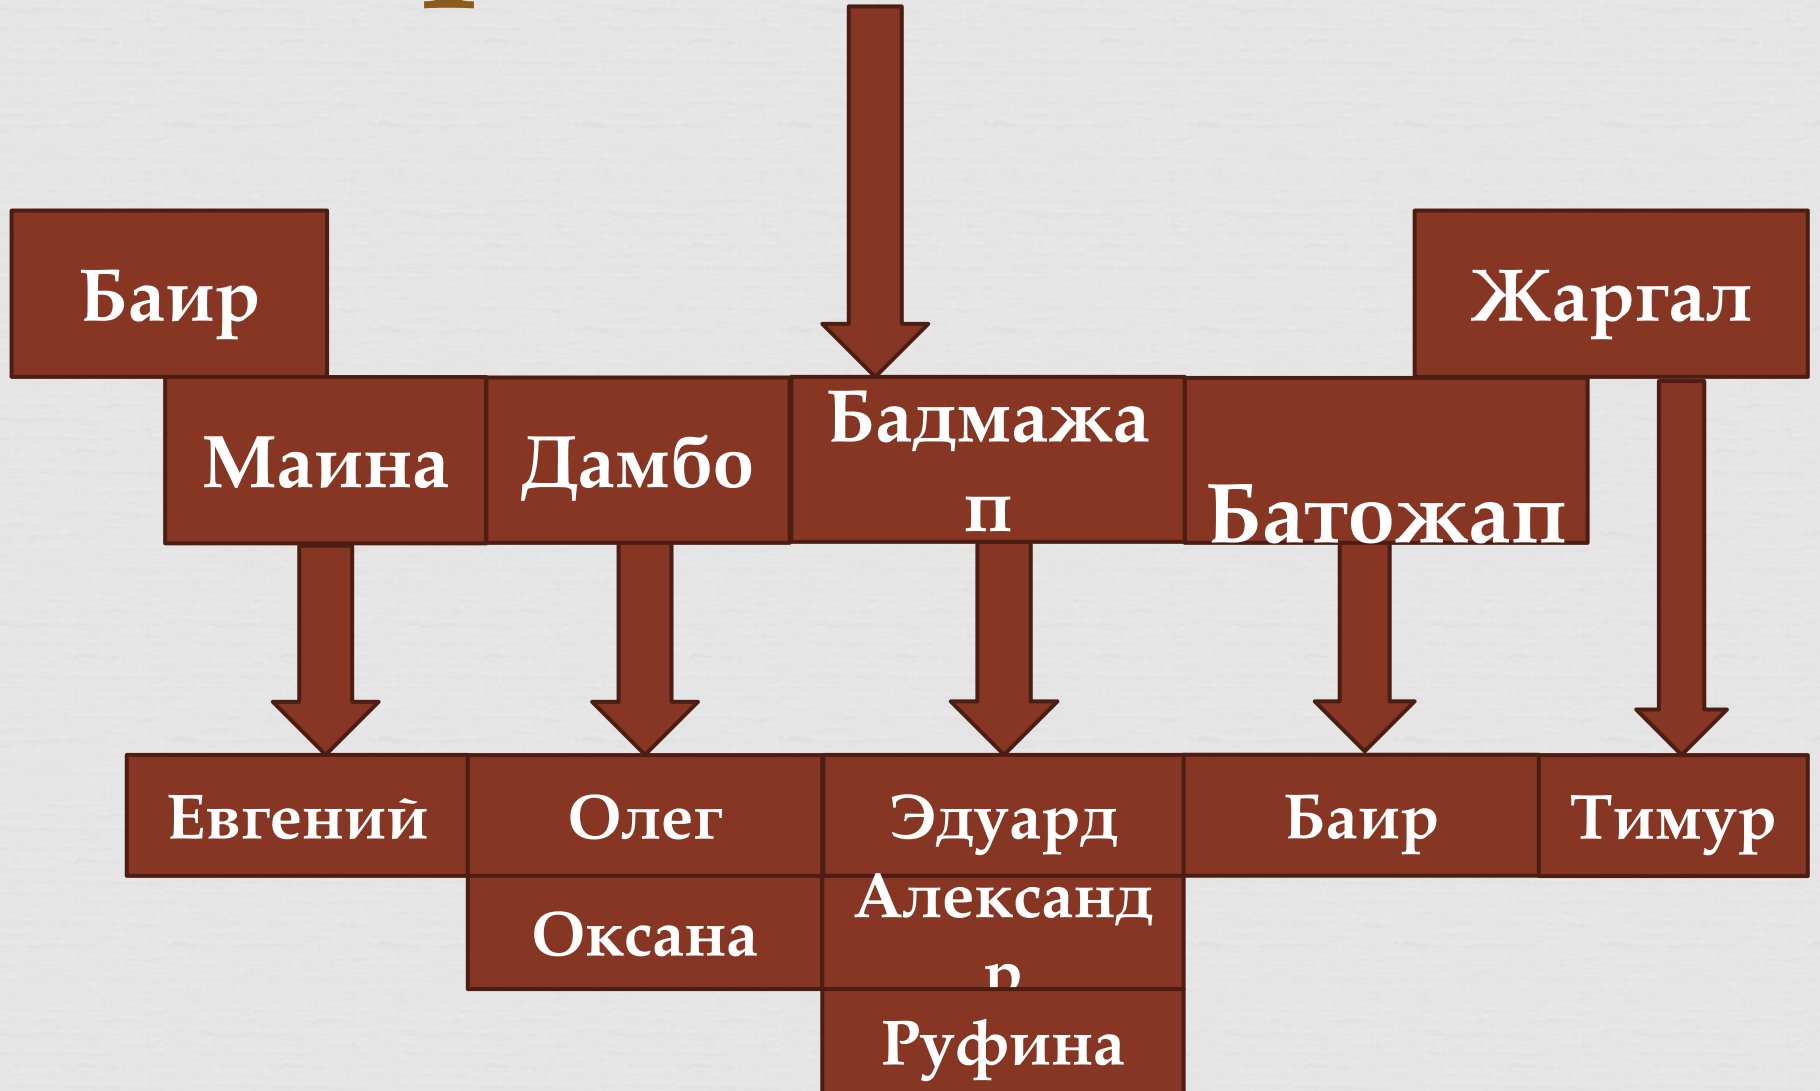 Баир
Жаргал
Маина
Дамбо
Бадмажа
п
Батожап
Евгений
Олег
Эдуард
Баир
Тимур
Оксана
Александ
р
Руфина